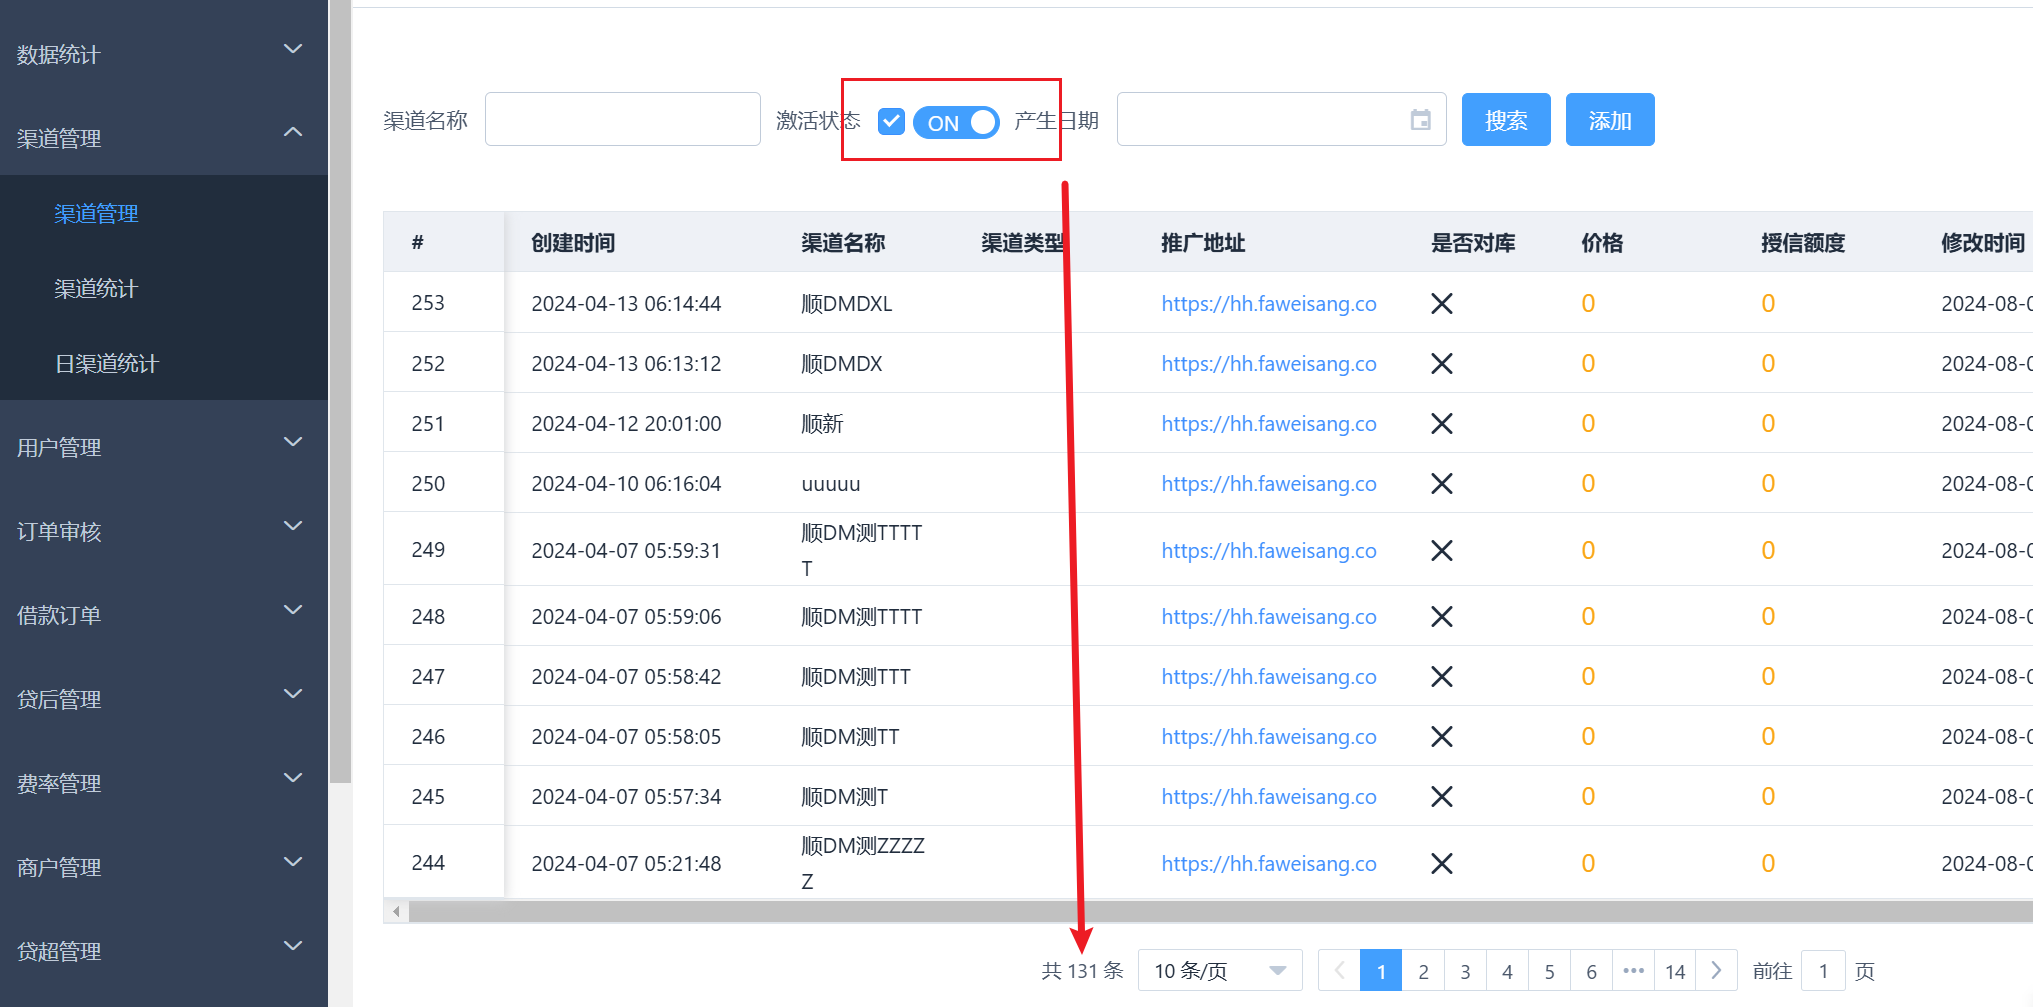 数据统计
渠道管理
渠道管理
渠道统计
日渠道统计
用户管理
订单审核
借款订单
贷后管理
费率管理
商户管理
贷超管理
渠道名称 激活状态 ON 产生日期 搜索 添加
# 创建时间 渠道名称 渠道类型 推广地址 是否对库 价格 授信额度 修改时间
253 2024-04-13 06:14:44 顺DMDXL https://hh.faweisang.co 0 0 2024-08-0
252 2024-04-13 06:13:12 顺DMDX https://hh.faweisang.co 0 0 2024-08-0
251 2024-04-12 20:01:00 顺新 https://hh.faweisang.co 0 0 2024-08-0
250 2024-04-10 06:16:04 uuuuu https://hh.faweisang.co 0 0 2024-08-0
249 2024-04-07 05:59:31 顺DM测TTTT
T https://hh.faweisang.co 0 0 2024-08-0
248 2024-04-07 05:59:06 顺DM测TTTT https://hh.faweisang.co 0 0 2024-08-0
247 2024-04-07 05:58:42 顺DM测TTT https://hh.faweisang.co 0 0 2024-08-0
246 2024-04-07 05:58:05 顺DM测TT https://hh.faweisang.co 0 0 2024-08-0
245 2024-04-07 05:57:34 顺DM测T https://hh.faweisang.co 0 0 2024-08-0
244 2024-04-07 05:21:48 顺DM测ZZZZ
Z https://hh.faweisang.co 0 0 2024-08-0
共 131 条 10 条/页 1 2 3 4 5 6 ••• 14 前往 1 页